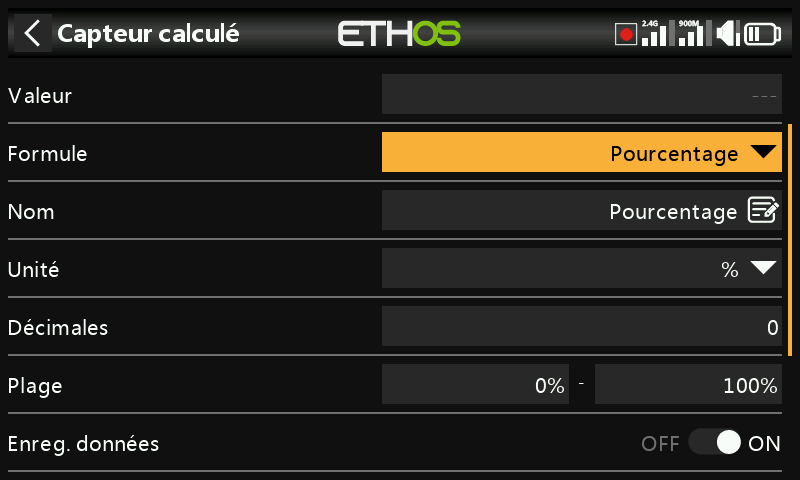 Capteur calculé
ETHOS
2.4G
900M
Valeur ---
Formule Pourcentage
Nom Pourcentage
Unité %
Décimales 0
Plage 0% - 100%
Enreg. données OFF ON